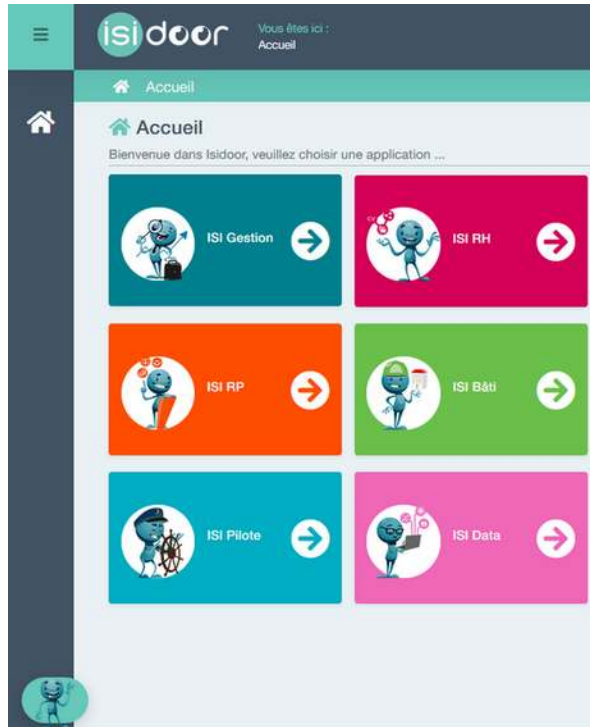 isidoor
Vous êtes ici :
Accueil
Accueil
Accueil
Bienvenue dans Isidoor, veuillez choisir une application ...
ISI Gestion
ISI RH
ISI RP
ISI Bâti
ISI Pilote
ISI Data